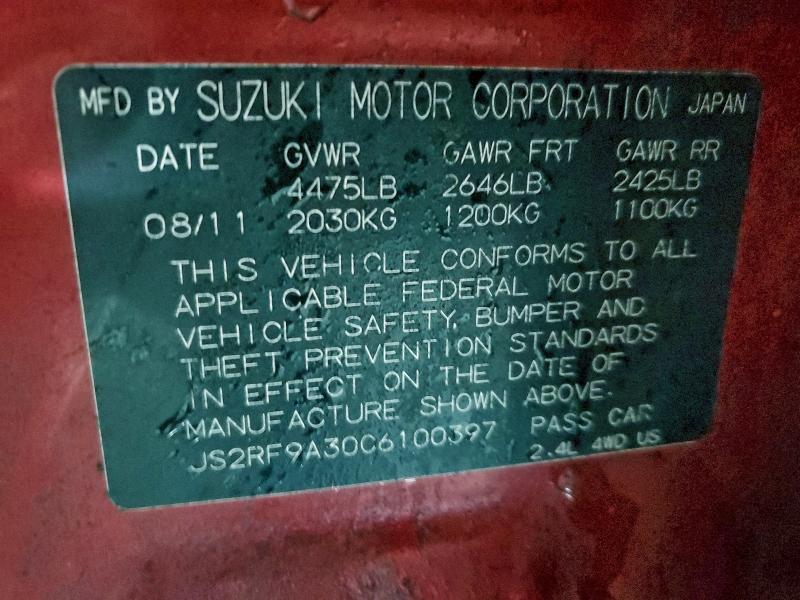 MFD BY SUZUKI MOTOR CORPORATION JAPAN
DATE GVWR GAWR FRT GAWR RR
4475LB 2646LB 2425LB
08/11 2030KG 1200KG 1100KG
THIS VEHICLE CONFORMS TO ALL
APPLICABLE FEDERAL MOTOR
VEHICLE SAFETY, BUMPER AND
THEFT PREVENTION STANDARDS
IN EFFECT ON THE DATE OF
MANUFACTURE SHOWN ABOVE.
JS2RF9A30C6100397 PASS CAR
2.4L 4WD US